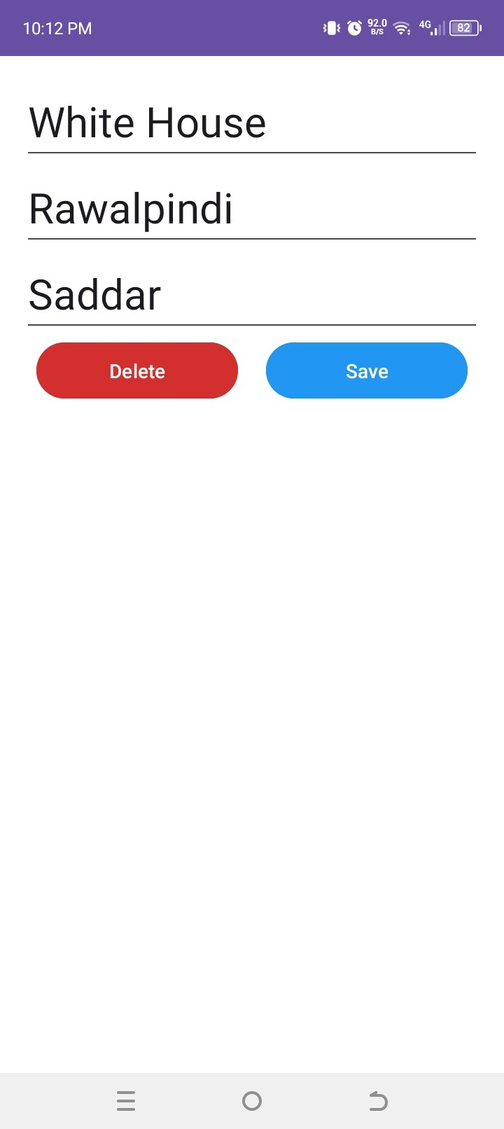 10:12 PM 92.0 B/S 4G 82
White House
Rawalpindi
Saddar
Delete Save